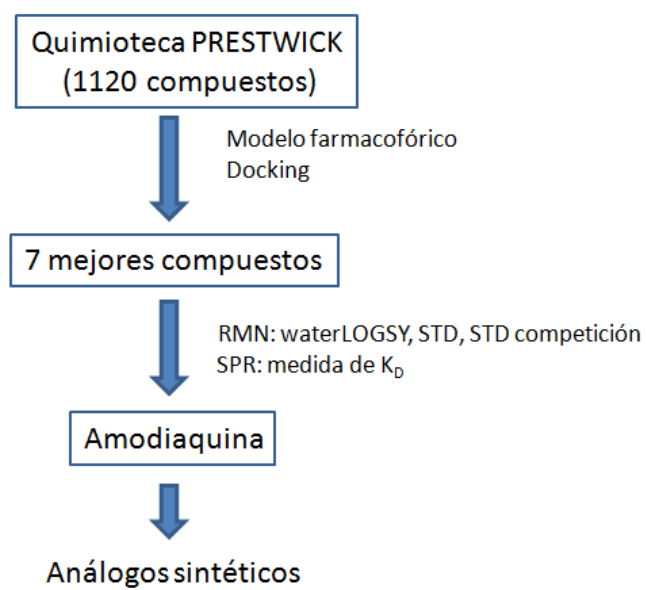 Quimioteca PRESTWICK
(1120 compuestos)
Modelo farmacofórico
Docking
7 mejores compuestos
RMN: waterLOGSY, STD, STD competición
SPR: medida de K_D
Amodiaquina
Análogos sintéticos